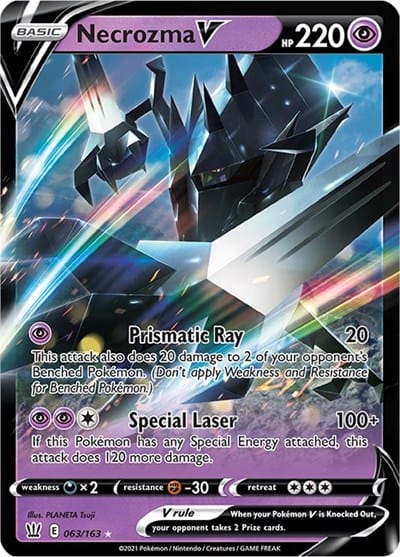 BASIC
Necrozma V
HP 220
Prismatic Ray 20
This attack also does 20 damage to 2 of your opponent's
Benched Pokémon. (Don't apply Weakness and Resistance
for Benched Pokémon.)
Special Laser 100+
If this Pokémon has any Special Energy attached, this
attack does 120 more damage.
weakness ×2 resistance -30 retreat
Illus. PLANETA Tsuji
E 063/163 ★
V rule When your Pokémon V is Knocked Out,
your opponent takes 2 Prize cards.
©2021 Pokémon / Nintendo / Creatures / GAME FREAK